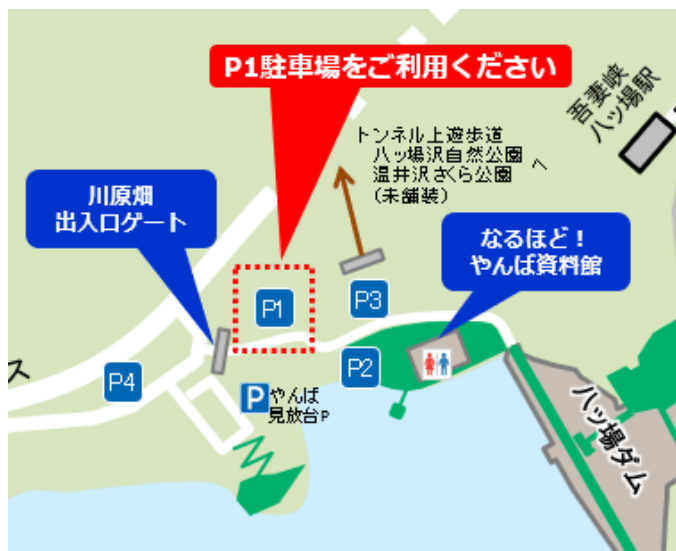 P1駐車場をご利用ください
吾妻峡
八ッ場駅
トンネル上遊歩道
八ッ場沢自然公園
温井沢さくら公園
へ
(未舗装)
川原畑
出入口ゲート
なるほど!
やんば資料館
P1
P3
P2
P4
ス
P やんば
見放台P
八ッ場ダム